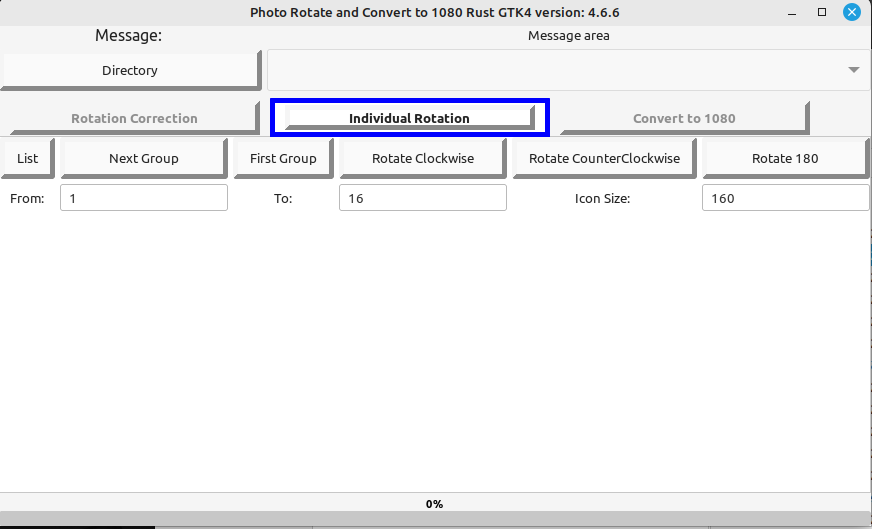 Photo Rotate and Convert to 1080 Rust GTK4 version: 4.6.6
Message: Message area
Directory
Rotation Correction Individual Rotation Convert to 1080
List Next Group First Group Rotate Clockwise Rotate CounterClockwise Rotate 180
From: 1 To: 16 Icon Size: 160
0%